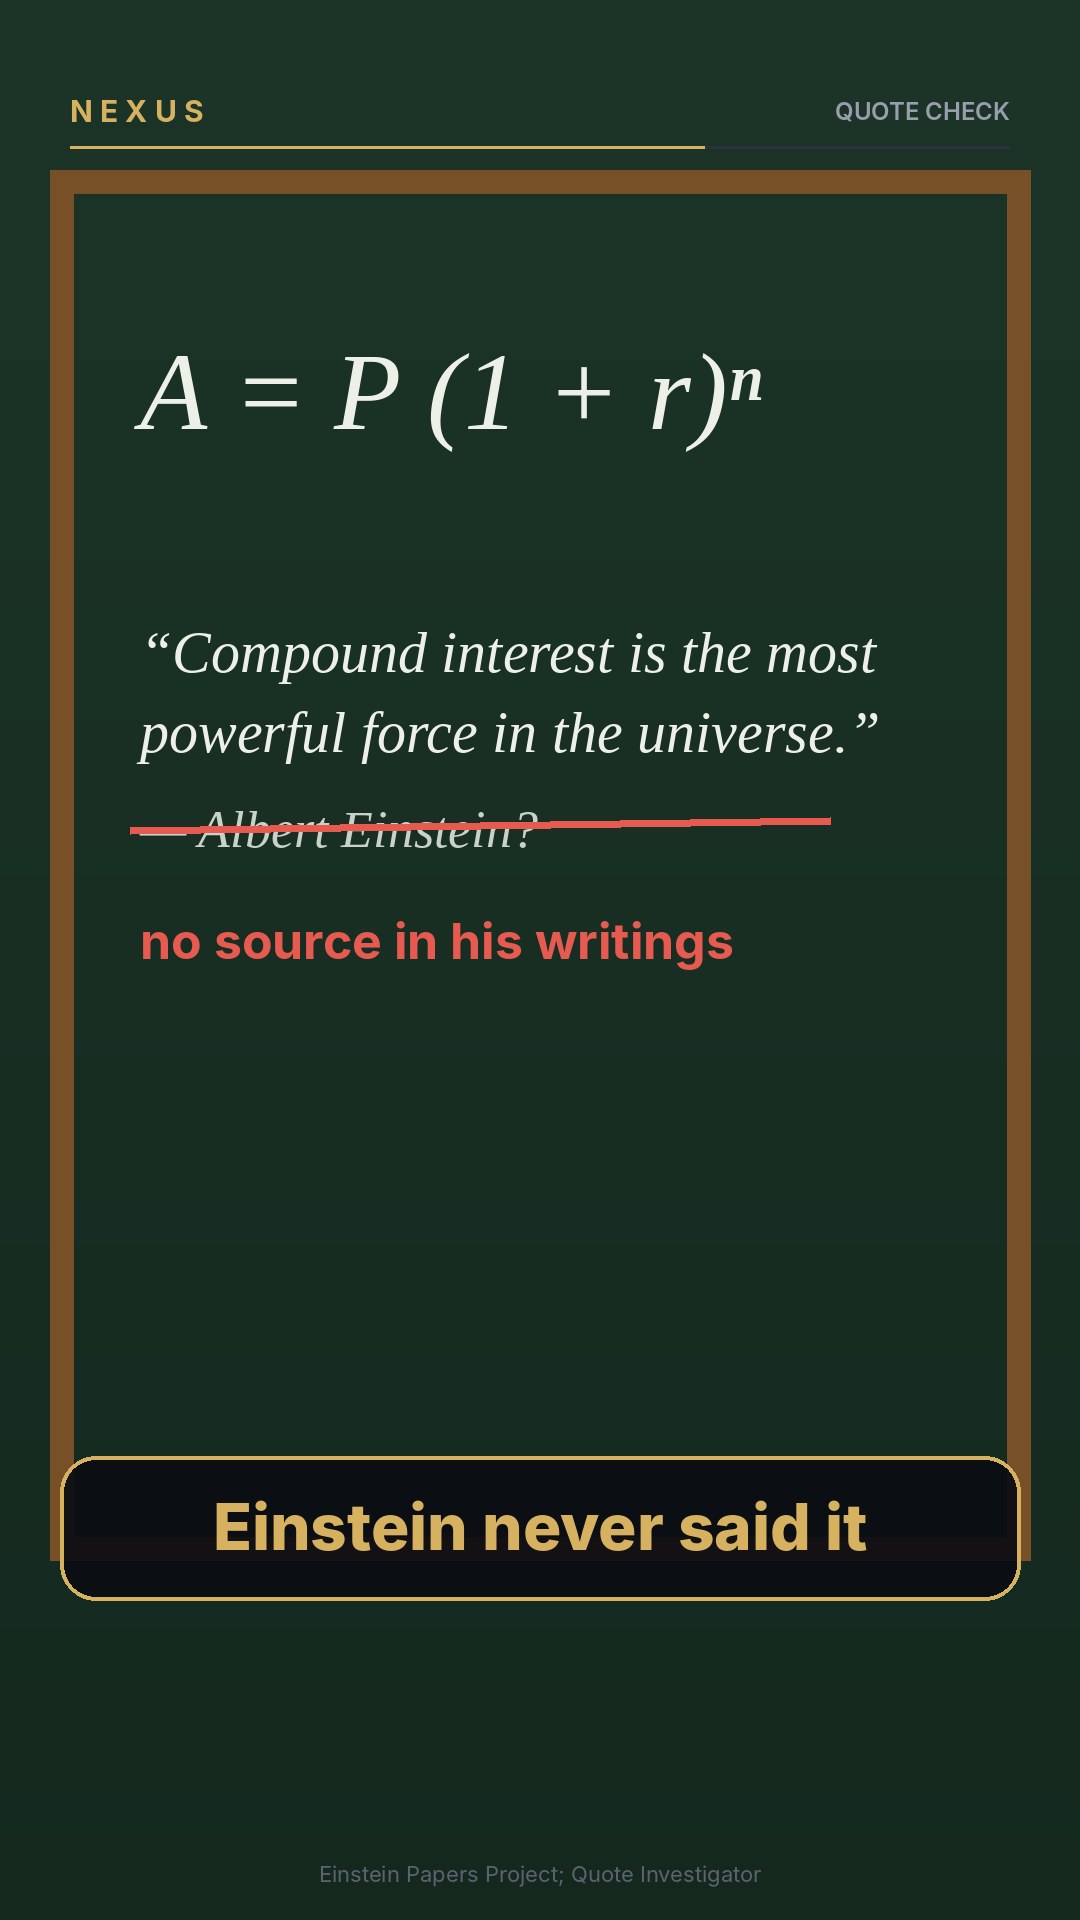 NEXUS
QUOTE CHECK
A = P (1 + r)ⁿ
“Compound interest is the most
powerful force in the universe.”
— Albert Einstein?
no source in his writings
Einstein never said it
Einstein Papers Project; Quote Investigator